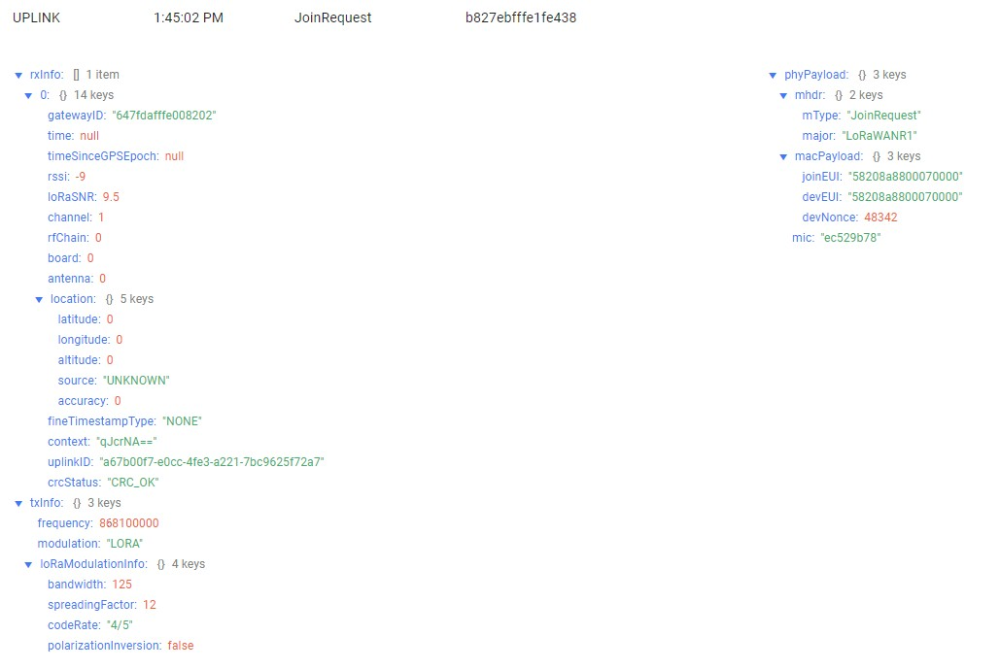 UPLINK 1:45:02 PM JoinRequest b827ebfffe1fe438
rxInfo: [] 1 item
0: {} 14 keys
gatewayID: "647fdafffe008202"
time: null
timeSinceGPSEpoch: null
rssi: -9
loRaSNR: 9.5
channel: 1
rfChain: 0
board: 0
antenna: 0
location: {} 5 keys
latitude: 0
longitude: 0
altitude: 0
source: "UNKNOWN"
accuracy: 0
fineTimestampType: "NONE"
context: "qJcrNA=="
uplinkID: "a67b00f7-e0cc-4fe3-a221-7bc9625f72a7"
crcStatus: "CRC_OK"
txInfo: {} 3 keys
frequency: 868100000
modulation: "LORA"
loRaModulationInfo: {} 4 keys
bandwidth: 125
spreadingFactor: 12
codeRate: "4/5"
polarizationInversion: false
phyPayload: {} 3 keys
mhdr: {} 2 keys
mType: "JoinRequest"
major: "LoRaWANR1"
macPayload: {} 3 keys
joinEUI: "58208a8800070000"
devEUI: "58208a8800070000"
devNonce: 48342
mic: "ec529b78"